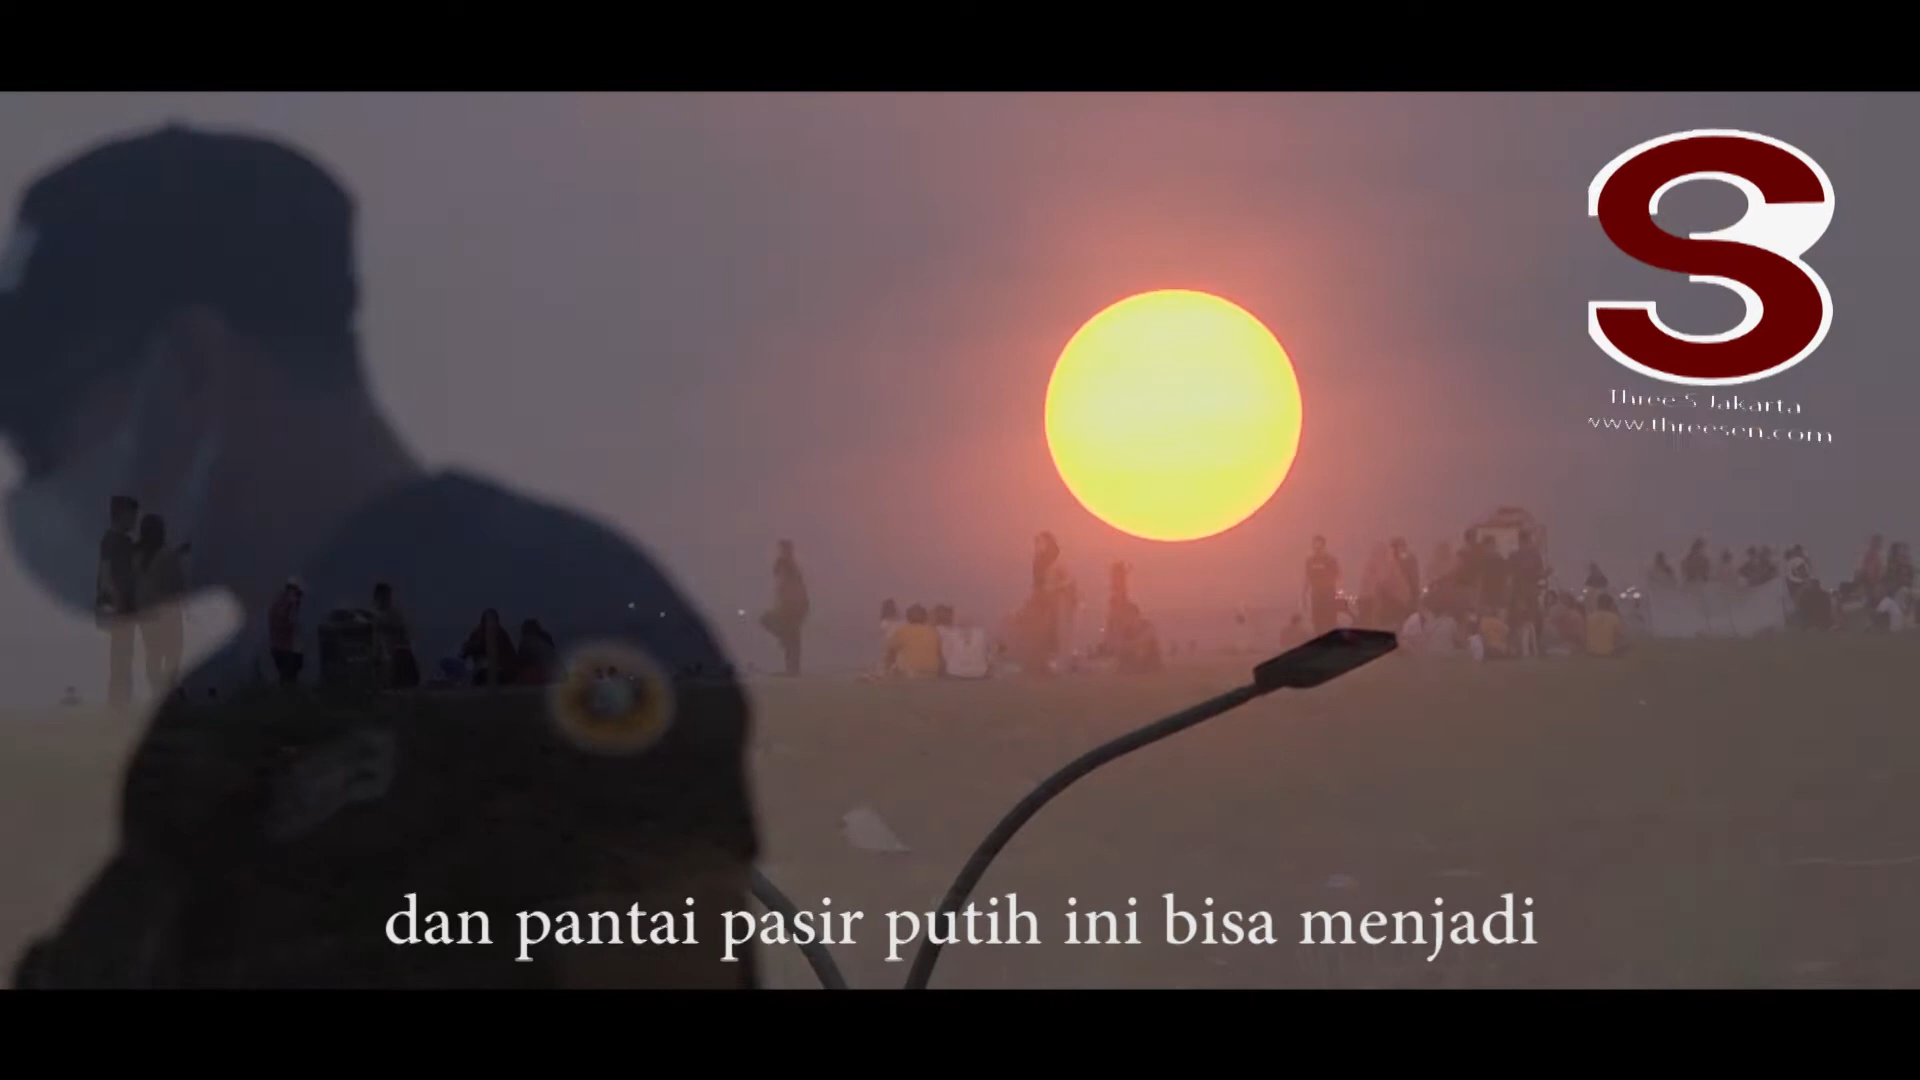 Three S Jakarta
www.threesen.com
dan pantai pasir putih ini bisa menjadi